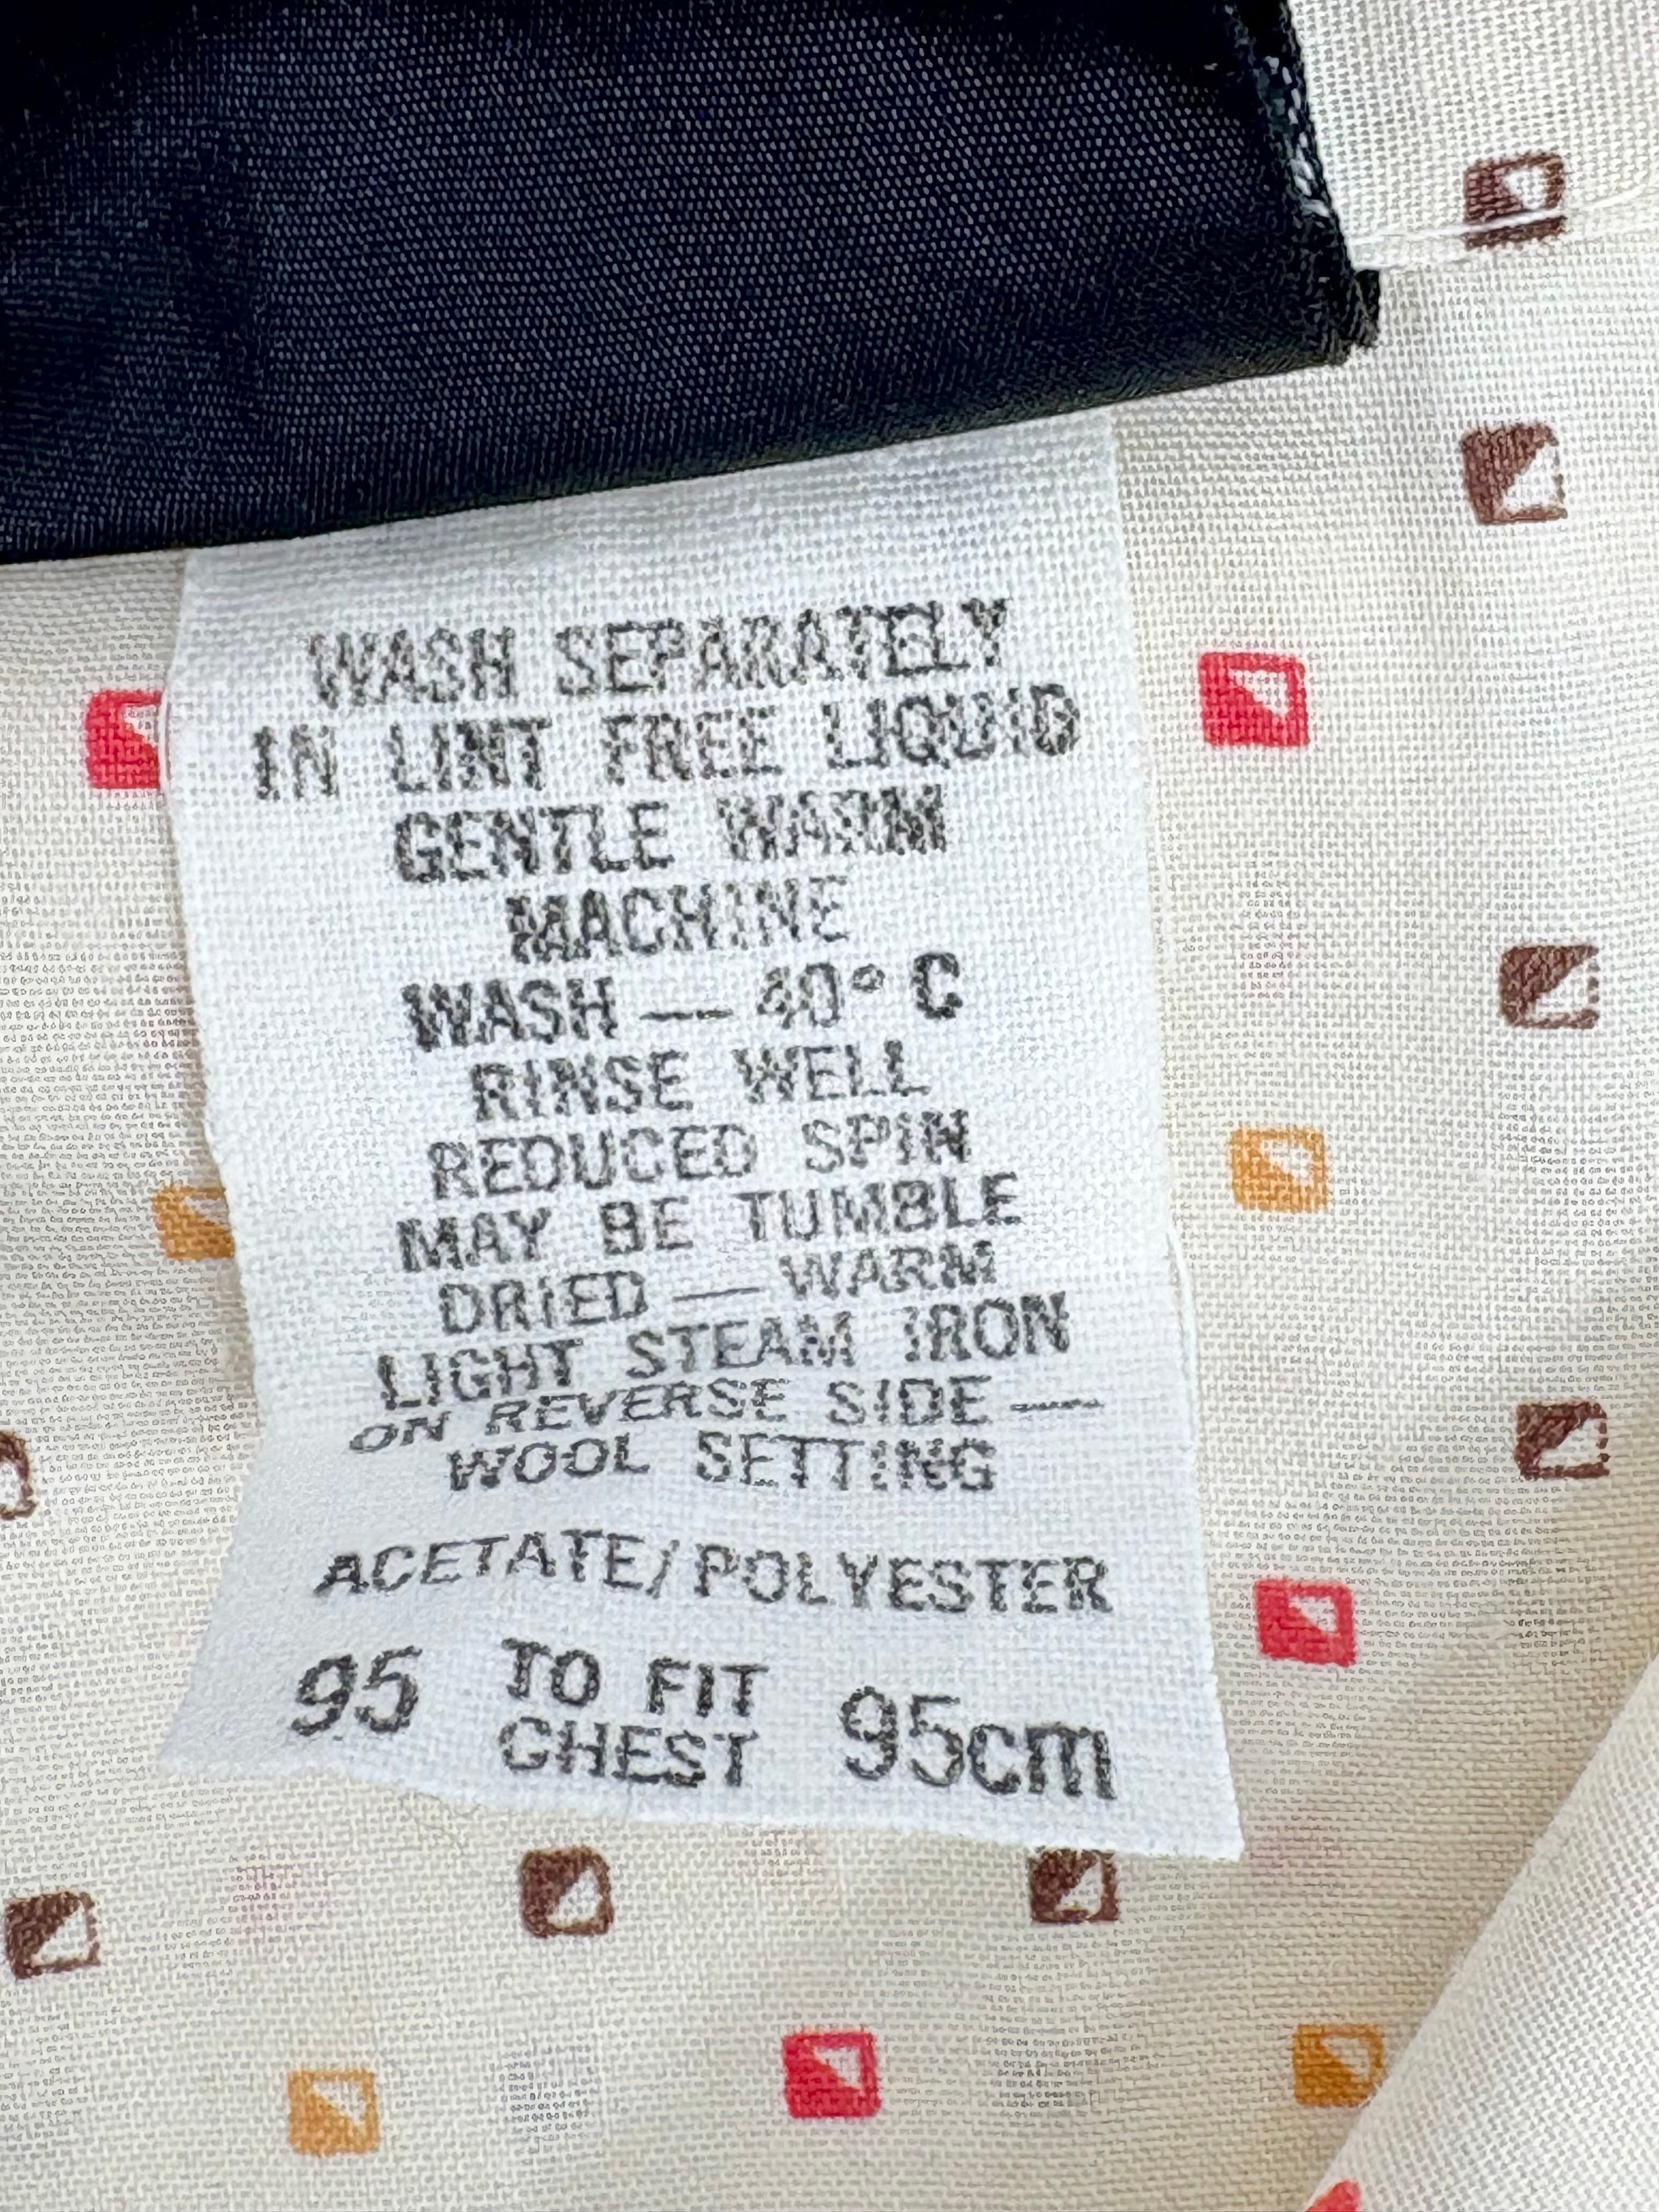 WASH SEPARATELY
IN LINT FREE LIQUID
GENTLE WARM
MACHINE
WASH — 40° C
RINSE WELL
REDUCED SPIN
MAY BE TUMBLE
DRIED — WARM
LIGHT STEAM IRON
ON REVERSE SIDE —
WOOL SETTING
ACETATE/POLYESTER
95 TO FIT CHEST 95cm